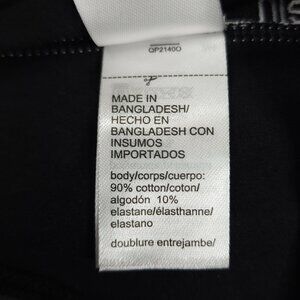 QP2140O
MADE IN
BANGLADESH/
HECHO EN
BANGLADESH CON
INSUMOS
IMPORTADOS
body/corps/cuerpo:
90% cotton/coton/
algodón 10%
elastane/élasthanne/
elastano
doublure entrejambe/